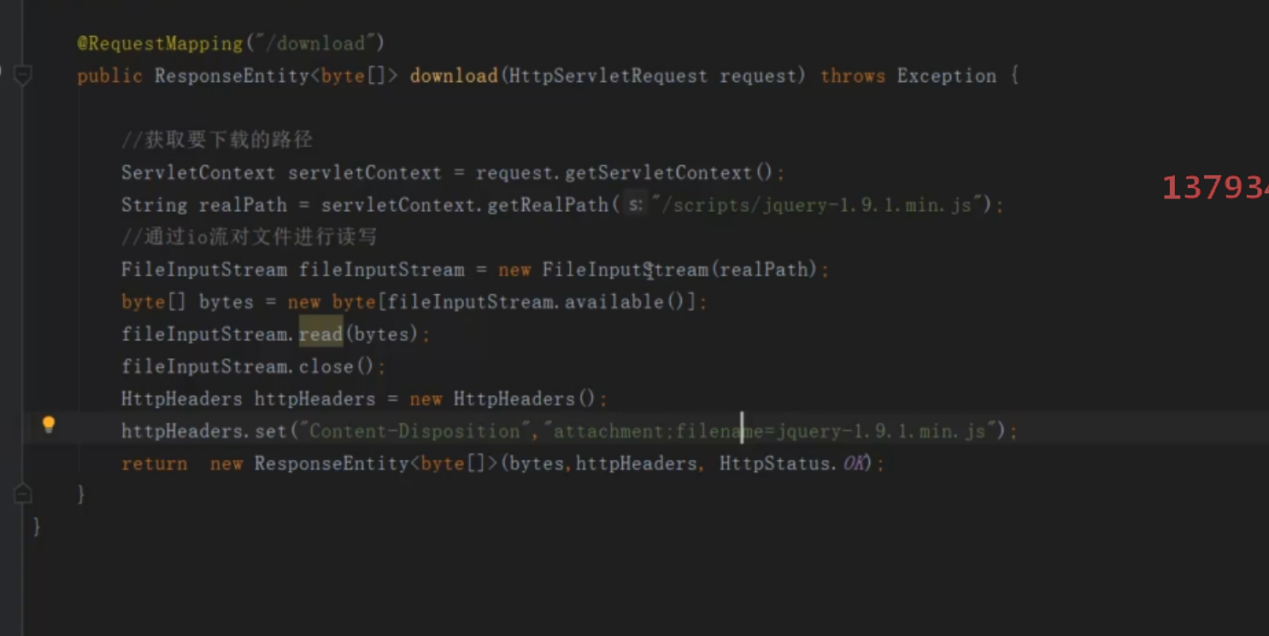 @RequestMapping("/download")
public ResponseEntity<byte[]> download(HttpServletRequest request) throws Exception {
//获取要下载的路径
ServletContext servletContext = request.getServletContext();
String realPath = servletContext.getRealPath( s: "/scripts/jquery-1.9.1.min.js");
137934
//通过io流对文件进行读写
FileInputStream fileInputStream = new FileInputStream(realPath);
byte[] bytes = new byte[fileInputStream.available()];
fileInputStream.read(bytes);
fileInputStream.close();
HttpHeaders httpHeaders = new HttpHeaders();
httpHeaders.set("Content-Disposition","attachment;filename=jquery-1.9.1.min.js");
return  new ResponseEntity<byte[]>(bytes,httpHeaders, HttpStatus.OK);
}
}